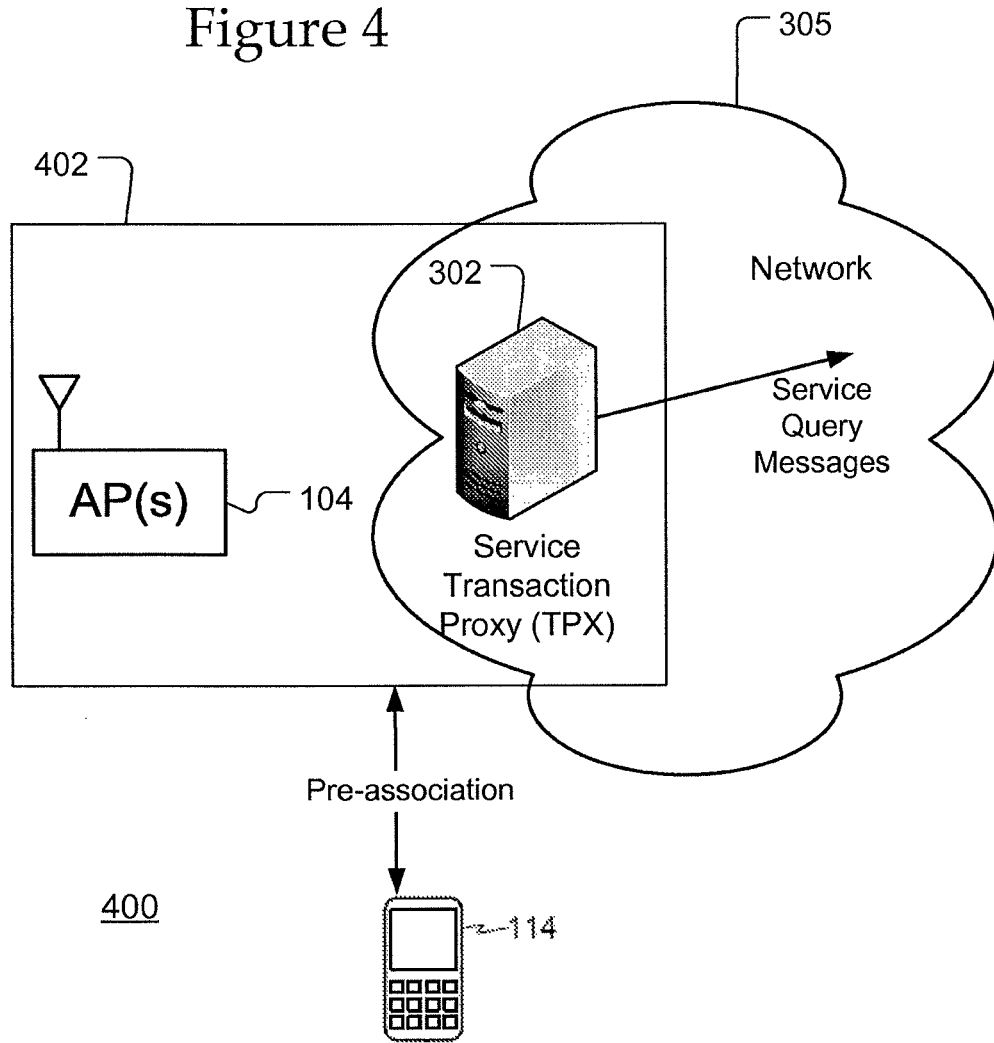 Figure 4
305
402
302
Network
Service
Query
Messages
AP(s)
104
Service
Transaction
Proxy (TPX)
Pre-association
400
114